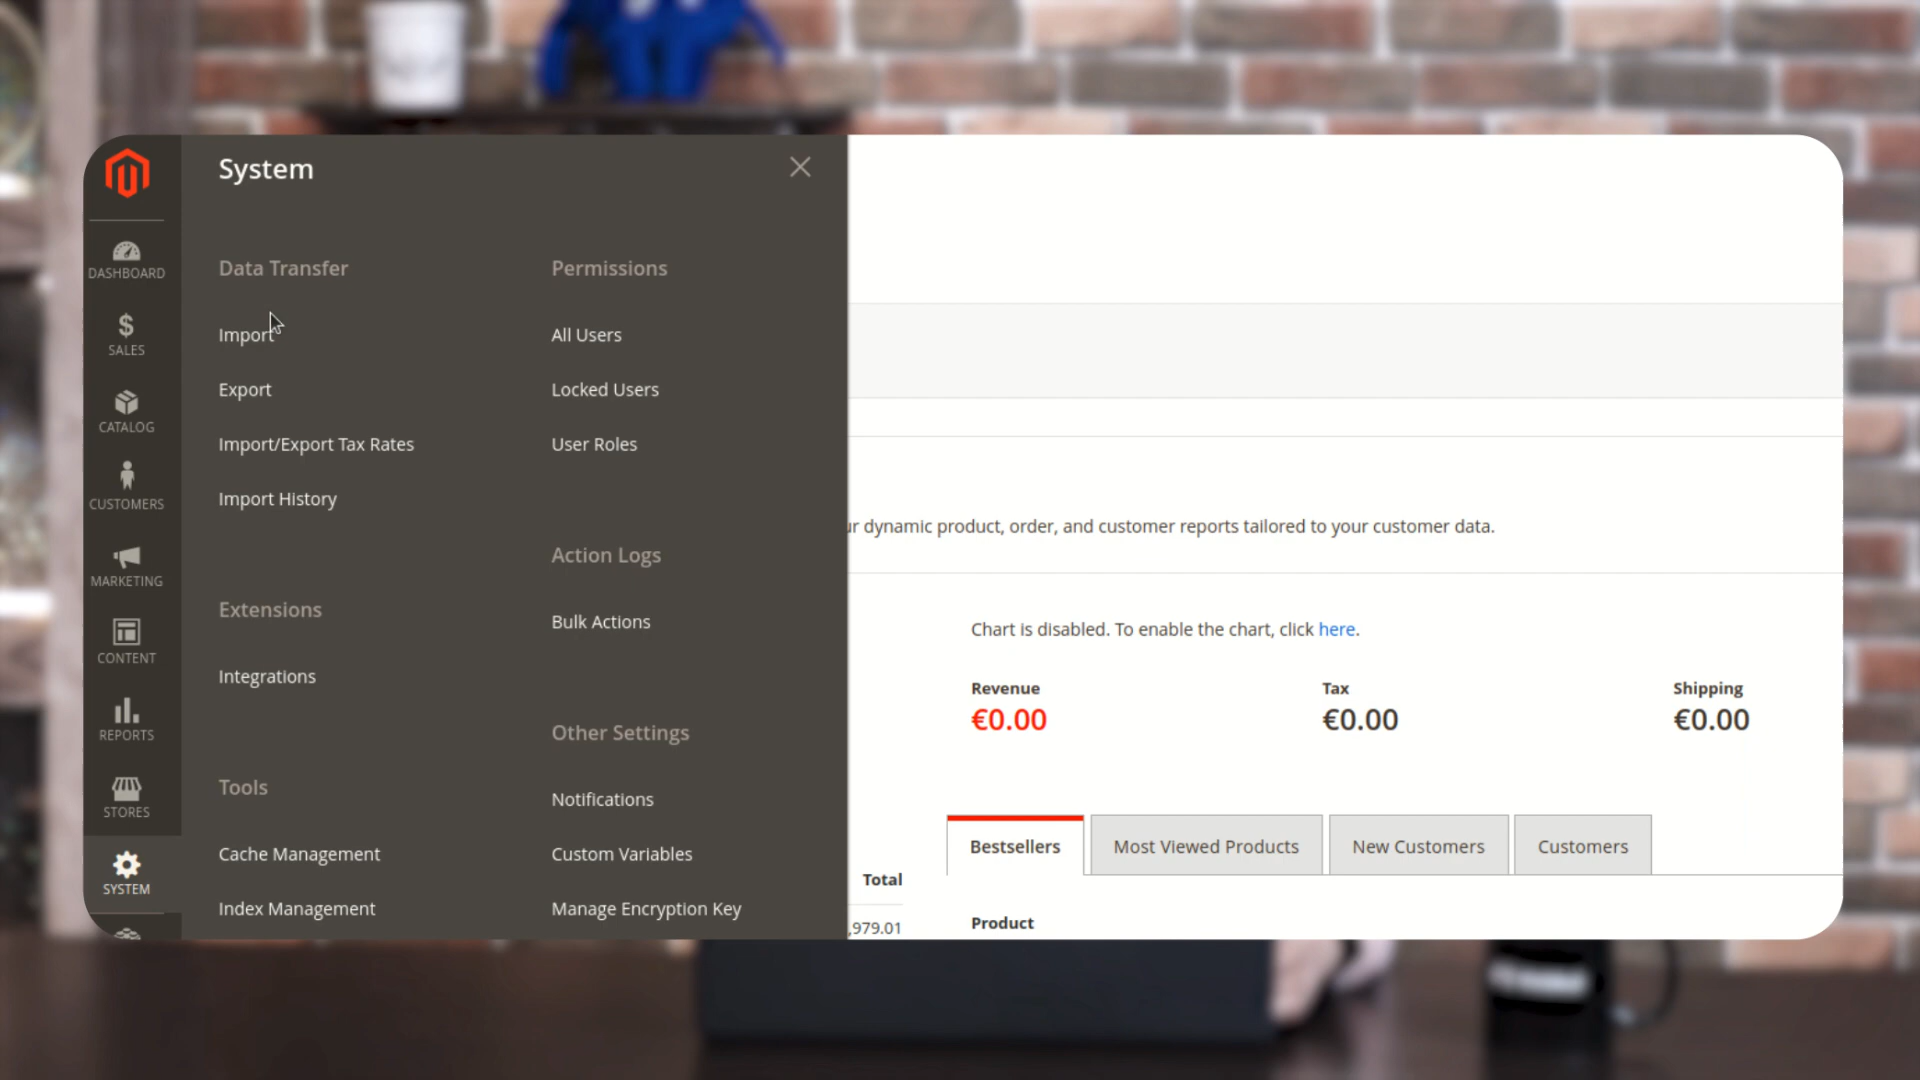 System
DASHBOARD
SALES
CATALOG
CUSTOMERS
MARKETING
CONTENT
REPORTS
STORES
SYSTEM
Data Transfer
Import
Export
Import/Export Tax Rates
Import History
Extensions
Integrations
Tools
Cache Management
Index Management
Permissions
All Users
Locked Users
User Roles
Action Logs
Bulk Actions
Other Settings
Notifications
Custom Variables
Manage Encryption Key
dynamic product, order, and customer reports tailored to your customer data.
Chart is disabled. To enable the chart, click here.
Revenue
€0.00
Tax
€0.00
Shipping
€0.00
Bestsellers
Most Viewed Products
New Customers
Customers
Total
,979.01
Product